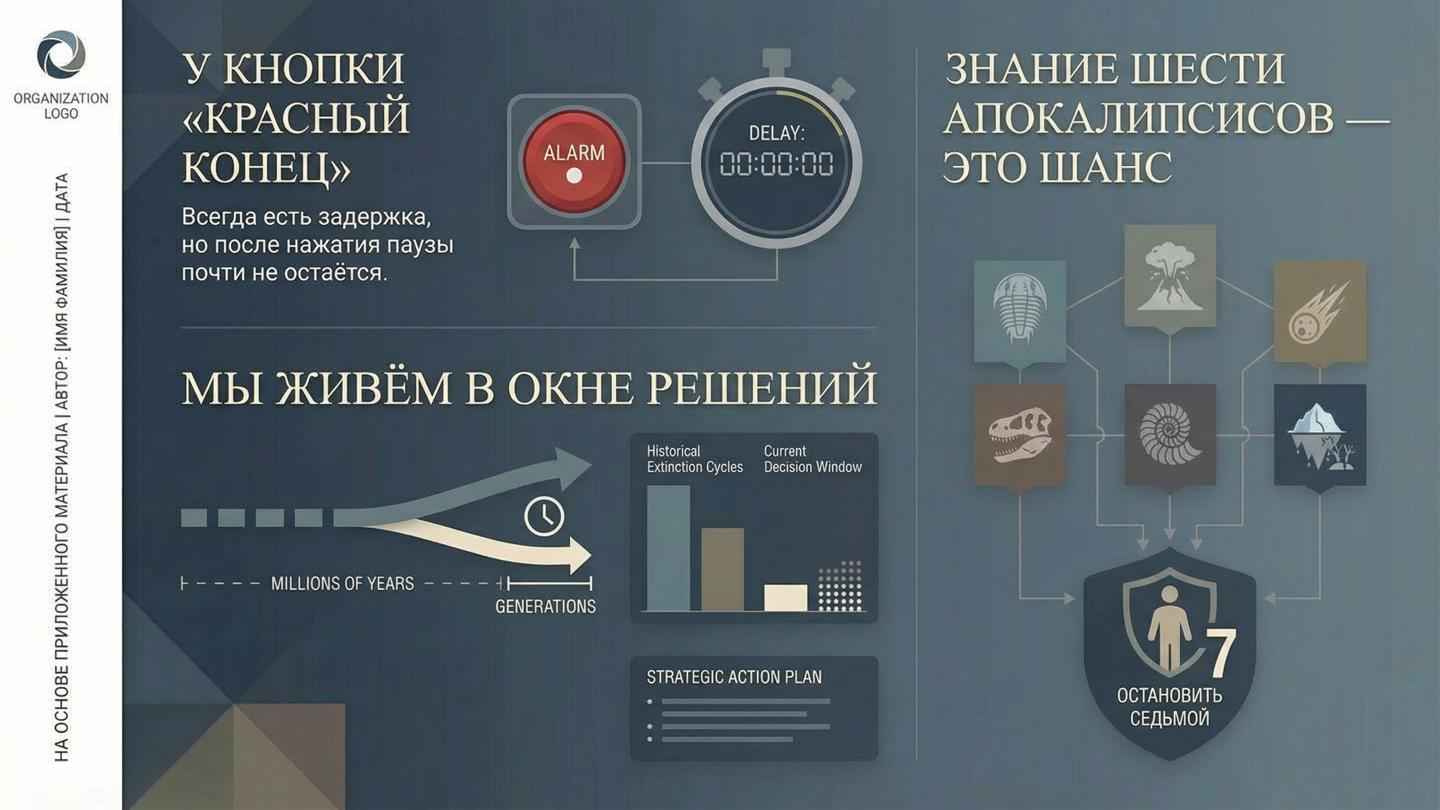 ORGANIZATION
LOGO
НА ОСНОВЕ ПРИЛОЖЕННОГО МАТЕРИАЛА | АВТОР: [ИМЯ ФАМИЛИЯ] | ДАТА
У КНОПКИ
«КРАСНЫЙ
КОНЕЦ»
Всегда есть задержка,
но после нажатия паузы
почти не остаётся.
ALARM
DELAY:
00:00:00
МЫ ЖИВЁМ В ОКНЕ РЕШЕНИЙ
MILLIONS OF YEARS
GENERATIONS
Historical
Extinction Cycles
Current
Decision Window
STRATEGIC ACTION PLAN
ЗНАНИЕ ШЕСТИ
АПОКАЛИПСИСОВ —
ЭТО ШАНС
7
ОСТАНОВИТЬ
СЕДЬМОЙ